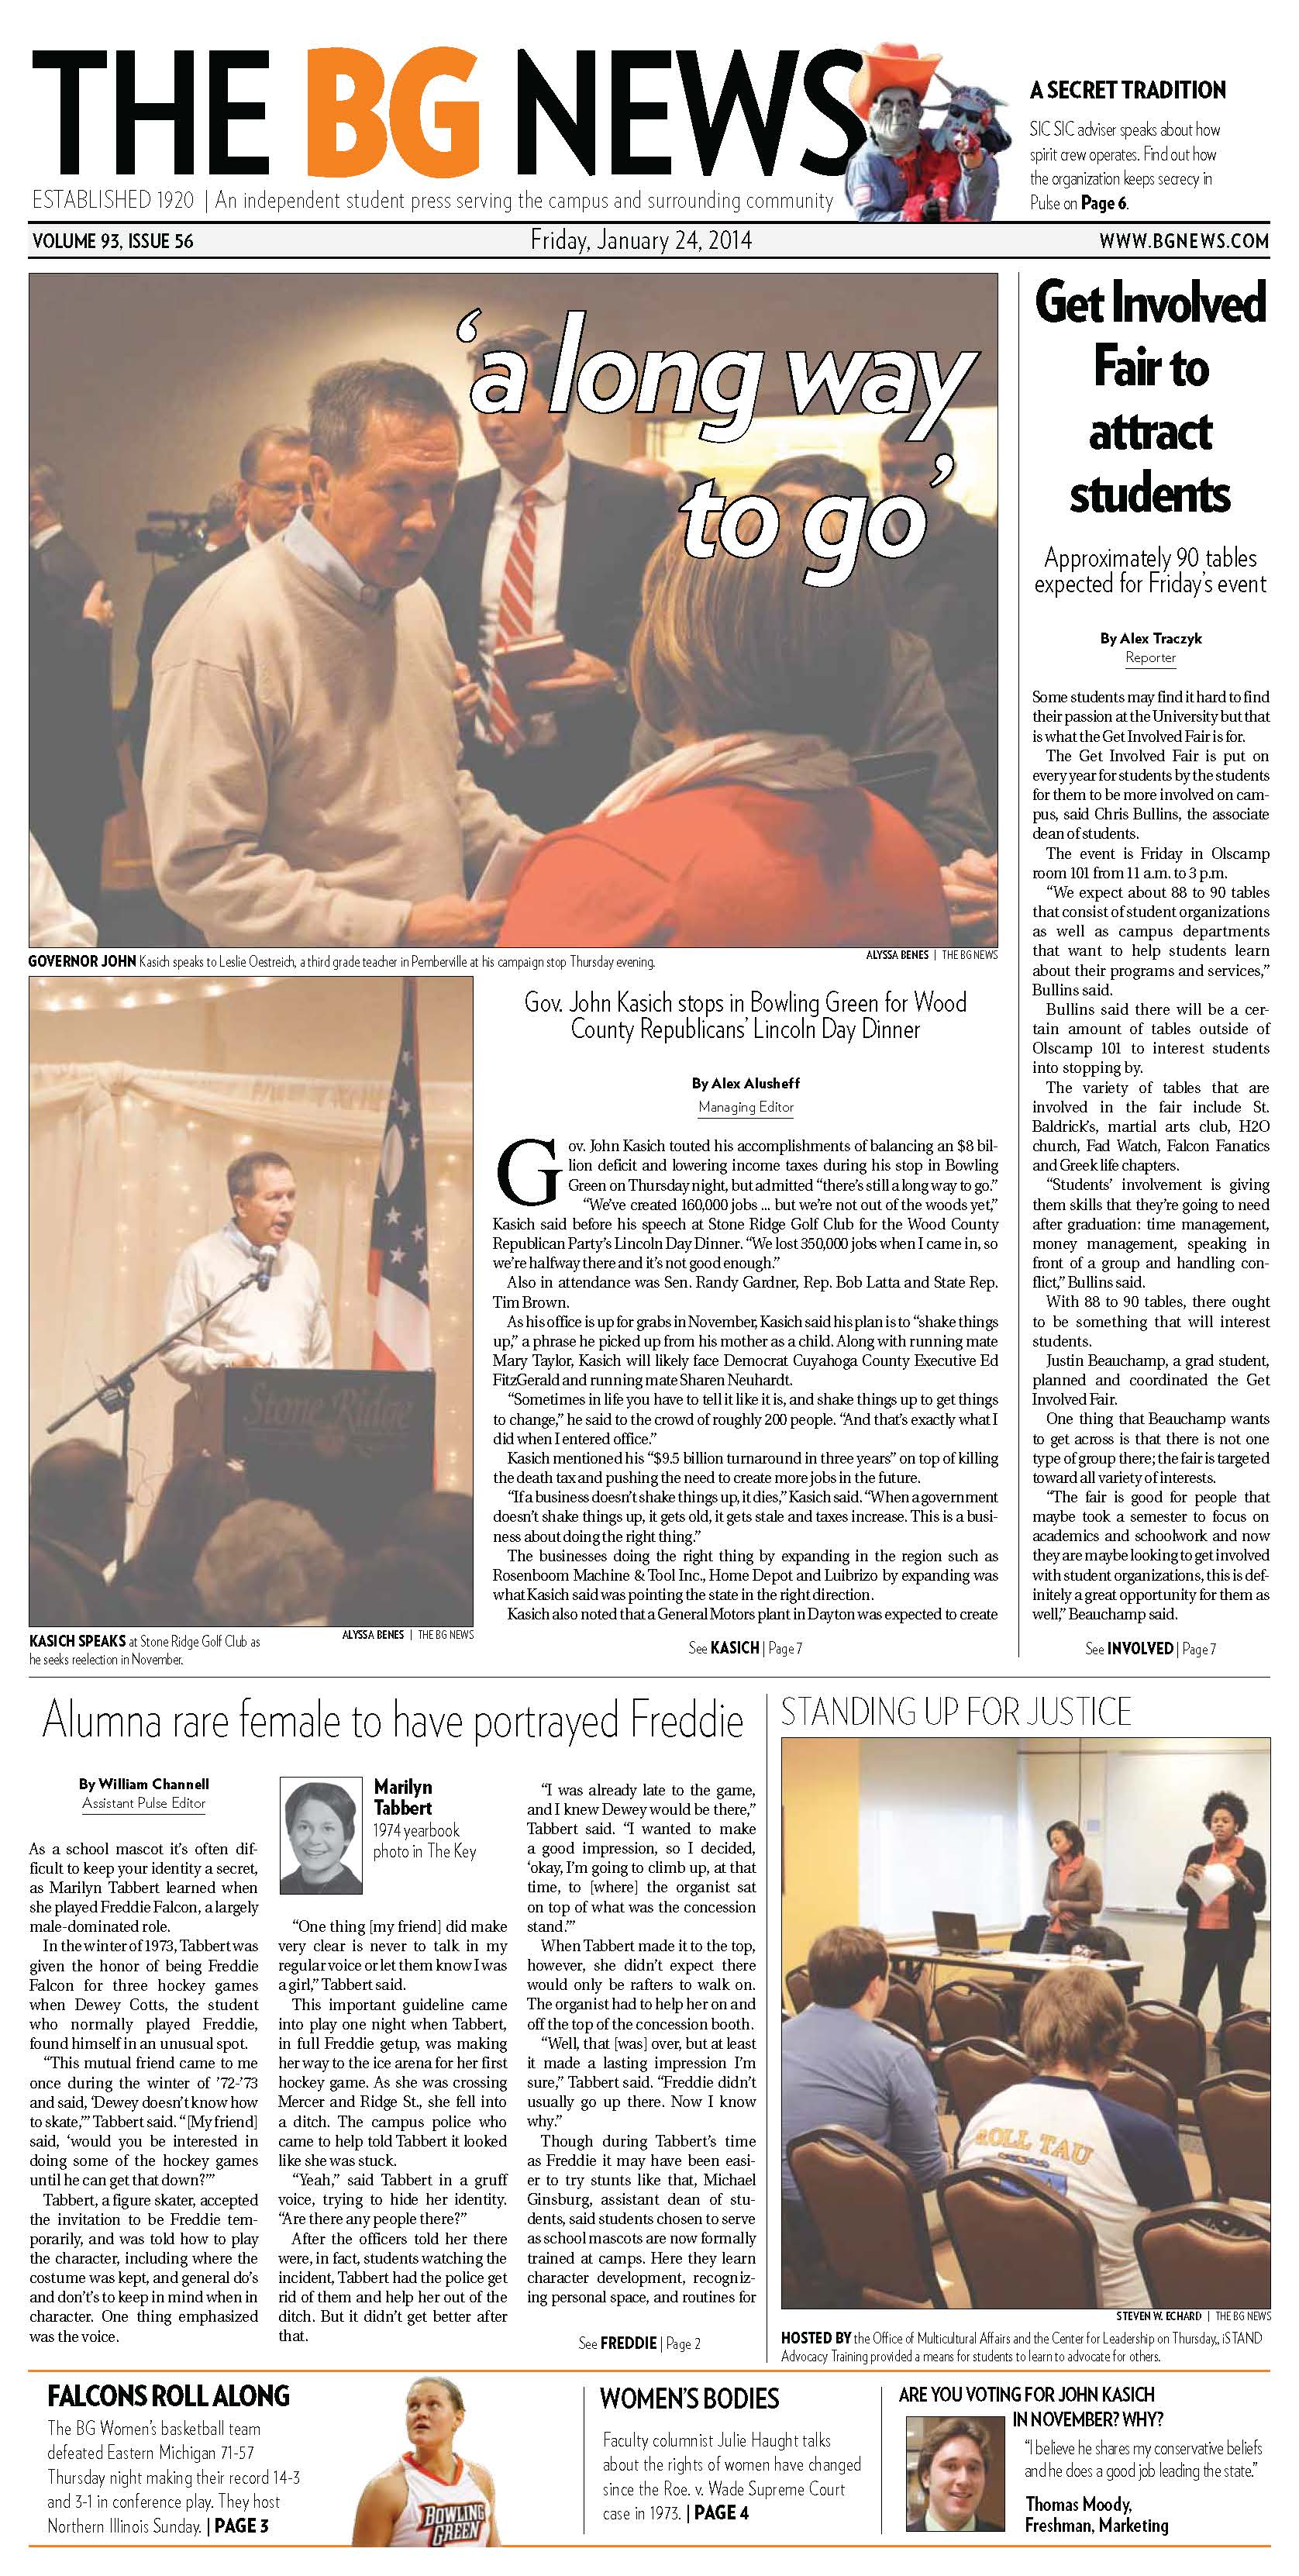 THE BG NEWS
ESTABLISHED 1920 | An independent student press serving the campus and surrounding community
A SECRET TRADITION
SIC SIC adviser speaks about how
spirit crew operates. Find out how
the organization keeps secrecy in
Pulse on Page 6.
VOLUME 93, ISSUE 56
Friday, January 24, 2014
WWW.BGNEWS.COM
‘a long way
to go’
GOVERNOR JOHN Kasich speaks to Leslie Oestreich, a third grade teacher in Pemberville at his campaign stop Thursday evening.
ALYSSA BENES | THE BG NEWS
Stone Ridge
KASICH SPEAKS at Stone Ridge Golf Club as
he seeks reelection in November.
ALYSSA BENES | THE BG NEWS
Gov. John Kasich stops in Bowling Green for Wood
County Republicans’ Lincoln Day Dinner
By Alex Alusheff
Managing Editor
Gov. John Kasich touted his accomplishments of balancing an $8 bil-
lion deficit and lowering income taxes during his stop in Bowling
Green on Thursday night, but admitted “there’s still a long way to go.”
“We’ve created 160,000 jobs ... but we’re not out of the woods yet,”
Kasich said before his speech at Stone Ridge Golf Club for the Wood County
Republican Party’s Lincoln Day Dinner. “We lost 350,000 jobs when I came in, so
we’re halfway there and it’s not good enough.”
Also in attendance was Sen. Randy Gardner, Rep. Bob Latta and State Rep.
Tim Brown.
As his office is up for grabs in November, Kasich said his plan is to “shake things
up,” a phrase he picked up from his mother as a child. Along with running mate
Mary Taylor, Kasich will likely face Democrat Cuyahoga County Executive Ed
FitzGerald and running mate Sharen Neuhardt.
“Sometimes in life you have to tell it like it is, and shake things up to get things
to change,” he said to the crowd of roughly 200 people. “And that’s exactly what I
did when I entered office.”
Kasich mentioned his “$9.5 billion turnaround in three years” on top of killing
the death tax and pushing the need to create more jobs in the future.
“If a business doesn’t shake things up, it dies,” Kasich said. “When a government
doesn’t shake things up, it gets old, it gets stale and taxes increase. This is a busi-
ness about doing the right thing.”
The businesses doing the right thing by expanding in the region such as
Rosenboom Machine & Tool Inc., Home Depot and Luibrizo by expanding was
what Kasich said was pointing the state in the right direction.
Kasich also noted that a General Motors plant in Dayton was expected to create
See KASICH | Page 7
Get Involved
Fair to
attract
students
Approximately 90 tables
expected for Friday’s event
By Alex Traczyk
Reporter
Some students may find it hard to find
their passion at the University but that
is what the Get Involved Fair is for.
The Get Involved Fair is put on
every year for students by the students
for them to be more involved on cam-
pus, said Chris Bullins, the associate
dean of students.
The event is Friday in Olscamp
room 101 from 11 a.m. to 3 p.m.
“We expect about 88 to 90 tables
that consist of student organizations
as well as campus departments
that want to help students learn
about their programs and services,”
Bullins said.
Bullins said there will be a cer-
tain amount of tables outside of
Olscamp 101 to interest students
into stopping by.
The variety of tables that are
involved in the fair include St.
Baldrick’s, martial arts club, H2O
church, Fad Watch, Falcon Fanatics
and Greek life chapters.
“Students’ involvement is giving
them skills that they’re going to need
after graduation: time management,
money management, speaking in
front of a group and handling con-
flict,” Bullins said.
With 88 to 90 tables, there ought
to be something that will interest
students.
Justin Beauchamp, a grad student,
planned and coordinated the Get
Involved Fair.
One thing that Beauchamp wants
to get across is that there is not one
type of group there; the fair is targeted
toward all variety of interests.
“The fair is good for people that
maybe took a semester to focus on
academics and schoolwork and now
they are maybe looking to get involved
with student organizations, this is def-
initely a great opportunity for them as
well,” Beauchamp said.
See INVOLVED | Page 7
Alumna rare female to have portrayed Freddie
By William Channell
Assistant Pulse Editor
As a school mascot it’s often dif-
ficult to keep your identity a secret,
as Marilyn Tabbert learned when
she played Freddie Falcon, a largely
male-dominated role.
In the winter of 1973, Tabbert was
given the honor of being Freddie
Falcon for three hockey games
when Dewey Cotts, the student
who normally played Freddie,
found himself in an unusual spot.
“This mutual friend came to me
once during the winter of ’72-’73
and said, ‘Dewey doesn’t know how
to skate,’” Tabbert said. “[My friend]
said, ‘would you be interested in
doing some of the hockey games
until he can get that down?’”
Tabbert, a figure skater, accepted
the invitation to be Freddie tem-
porarily, and was told how to play
the character, including where the
costume was kept, and general do’s
and don’t’s to keep in mind when in
character. One thing emphasized
was the voice.
Marilyn
Tabbert
1974 yearbook
photo in The Key
“One thing [my friend] did make
very clear is never to talk in my
regular voice or let them know I was
a girl,” Tabbert said.
This important guideline came
into play one night when Tabbert,
in full Freddie getup, was making
her way to the ice arena for her first
hockey game. As she was crossing
Mercer and Ridge St., she fell into
a ditch. The campus police who
came to help told Tabbert it looked
like she was stuck.
“Yeah,” said Tabbert in a gruff
voice, trying to hide her identity.
“Are there any people there?”
After the officers told her there
were, in fact, students watching the
incident, Tabbert had the police get
rid of them and help her out of the
ditch. But it didn’t get better after
that.
“I was already late to the game,
and I knew Dewey would be there,”
Tabbert said. “I wanted to make
a good impression, so I decided,
‘okay, I’m going to climb up, at that
time, to [where] the organist sat
on top of what was the concession
stand.’”
When Tabbert made it to the top,
however, she didn’t expect there
would only be rafters to walk on.
The organist had to help her on and
off the top of the concession booth.
“Well, that [was] over, but at least
it made a lasting impression I’m
sure,” Tabbert said. “Freddie didn’t
usually go up there. Now I know
why.”
Though during Tabbert’s time
as Freddie it may have been easi-
er to try stunts like that, Michael
Ginsburg, assistant dean of stu-
dents, said students chosen to serve
as school mascots are now formally
trained at camps. Here they learn
character development, recogniz-
ing personal space, and routines for
See FREDDIE | Page 2
STANDING UP FOR JUSTICE
ROLL TAU
STEVEN W. ECHARD | THE BG NEWS
HOSTED BY the Office of Multicultural Affairs and the Center for Leadership on Thursday,, iSTAND
Advocacy Training provided a means for students to learn to advocate for others.
FALCONS ROLL ALONG
The BG Women’s basketball team
defeated Eastern Michigan 71-57
Thursday night making their record 14-3
and 3-1 in conference play. They host
Northern Illinois Sunday. | PAGE 3
BOWLING
GREEN
WOMEN’S BODIES
Faculty columnist Julie Haught talks
about the rights of women have changed
since the Roe. v. Wade Supreme Court
case in 1973. | PAGE 4
ARE YOU VOTING FOR JOHN KASICH
IN NOVEMBER? WHY?
“I believe he shares my conservative beliefs
and he does a good job leading the state.”
Thomas Moody,
Freshman, Marketing